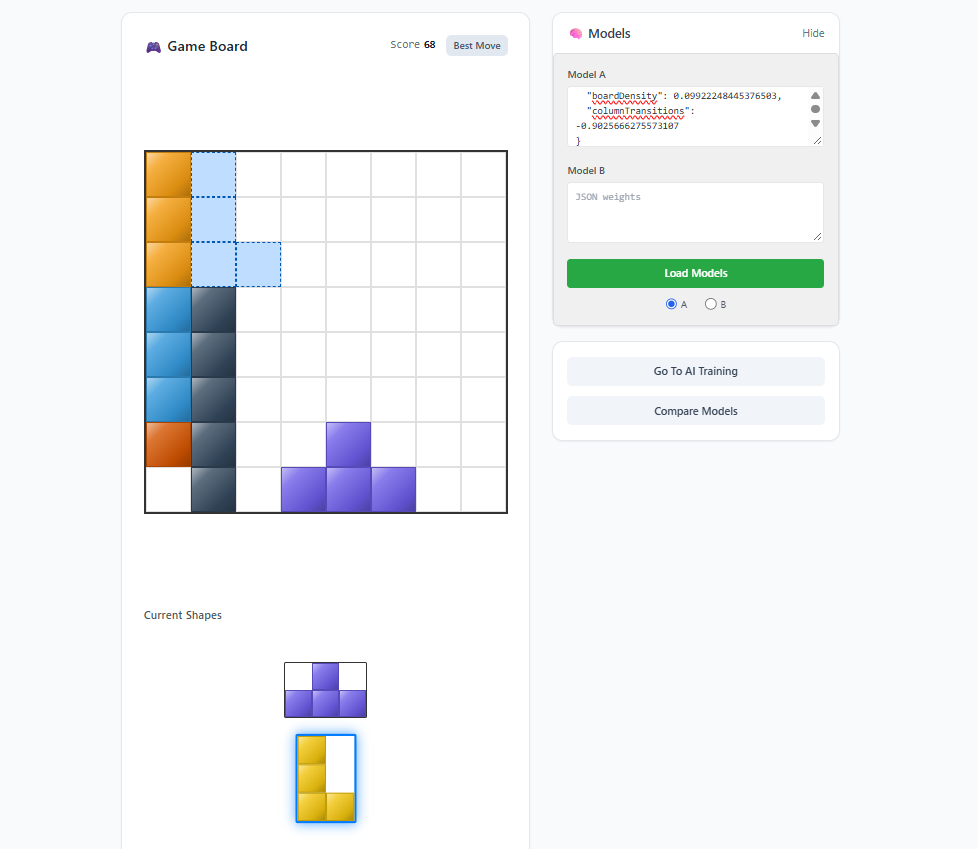 Game Board
Score 68
Best Move
Current Shapes
Models
Hide
Model A
"boardDensity": 0.09922248445376503,
"columnTransitions":
-0.9025666275573107
}
Model B
JSON weights
Load Models
A
B
Go To AI Training
Compare Models